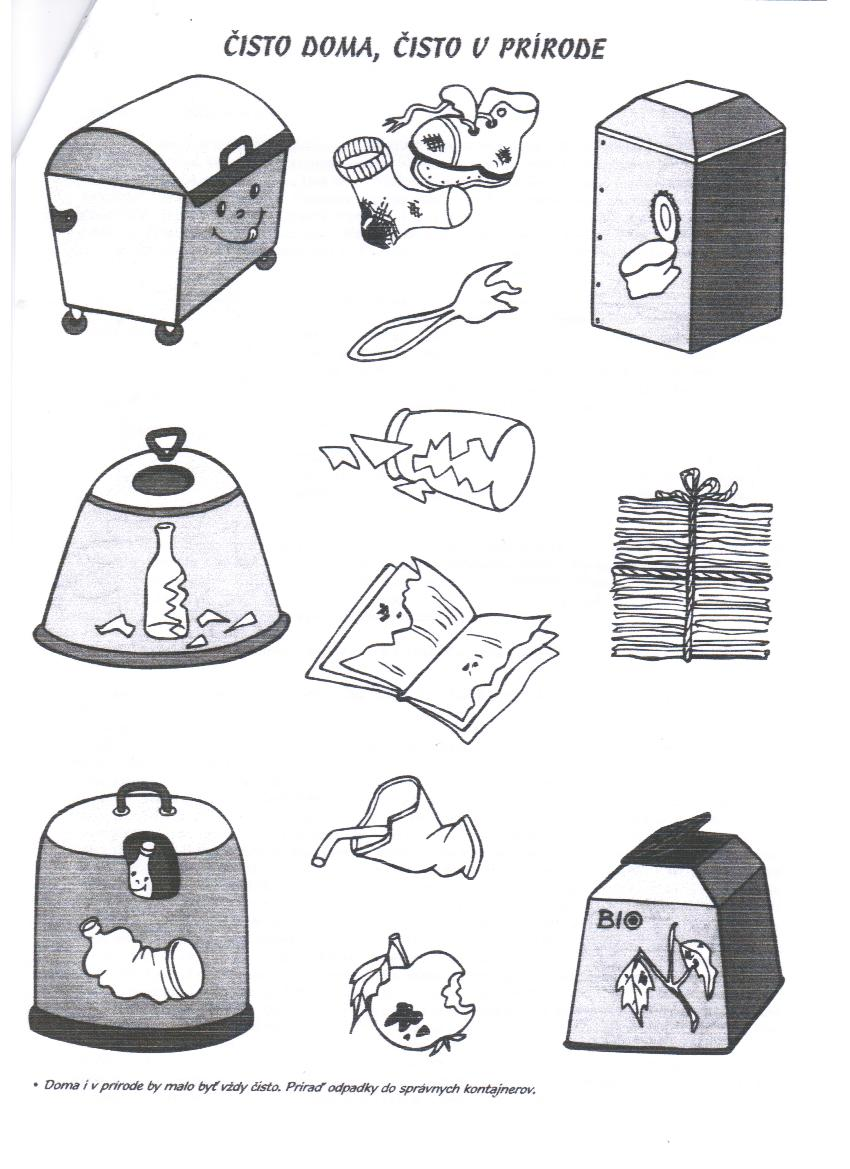 ČISTO DOMA, ČISTO V PRÍRODE
BIO
• Doma i v prírode by malo byť vždy čisto. Priraď odpadky do správnych kontajnerov.